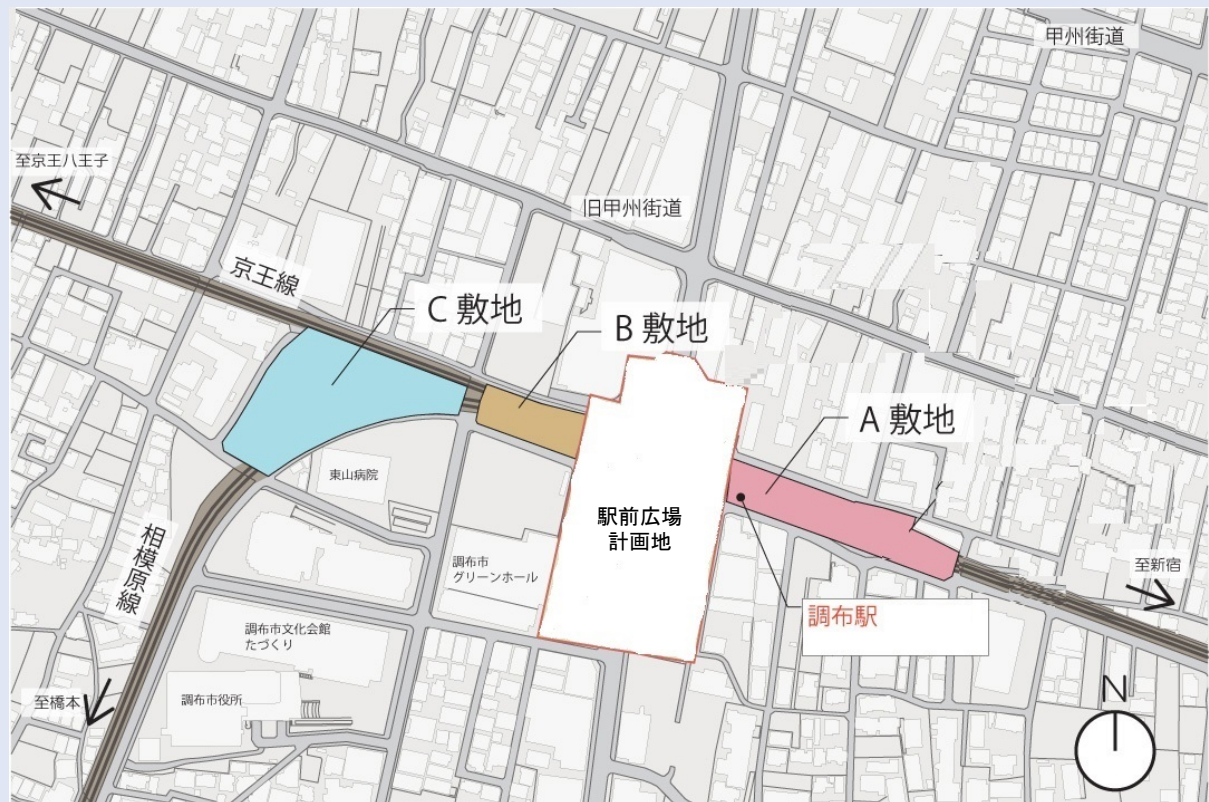 甲州街道
至京王八王子
旧甲州街道
京王線
C 敷地
B 敷地
A 敷地
東山病院
駅前広場
計画地
相模原線
調布市
グリーンホール
至新宿
調布駅
調布市文化会館
たづくり
至橋本
調布市役所
N